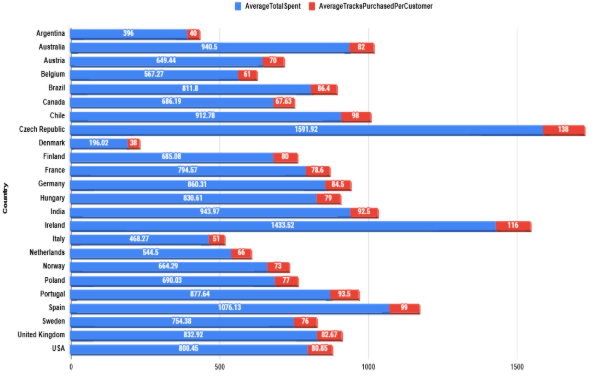 AverageTotalSpent AverageTracksPurchasedPerCustomer
Argentina 396 40
Australia 940.5 82
Austria 649.44 70
Belgium 567.27 61
Brazil 811.8 86.4
Canada 686.19 67.63
Chile 912.78 98
Czech Republic 1591.92 138
Denmark 196.02 38
Finland 685.08 80
France 794.57 78.6
Germany 860.31 84.5
Hungary 830.61 79
India 943.97 92.5
Ireland 1433.52 116
Italy 468.27 51
Netherlands 544.5 66
Norway 664.29 73
Poland 690.03 77
Portugal 877.64 93.5
Spain 1076.13 99
Sweden 754.38 76
United Kingdom 832.92 82.67
USA 800.46 80.85
Country
0 500 1000 1500